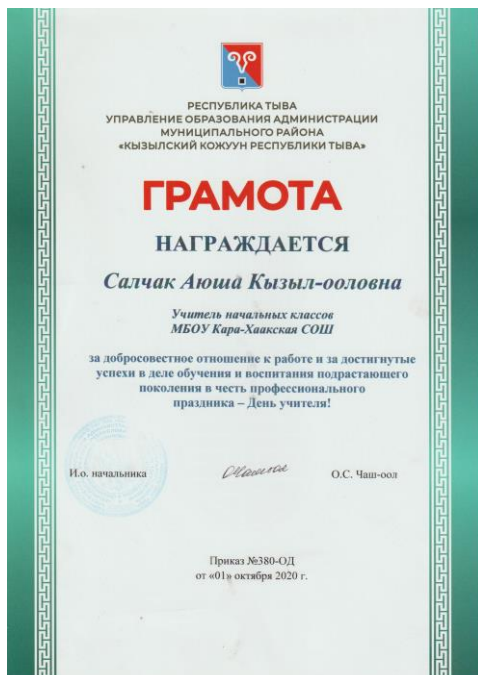 РЕСПУБЛИКА ТЫВА
УПРАВЛЕНИЕ ОБРАЗОВАНИЯ АДМИНИСТРАЦИИ
МУНИЦИПАЛЬНОГО РАЙОНА
«КЫЗЫЛСКИЙ КОЖУУН РЕСПУБЛИКИ ТЫВА»
ГРАМОТА
НАГРАЖДАЕТСЯ
Салчак Аюша Кызыл-ооловна
Учитель начальных классов
МБОУ Кара-Хаакская СОШ
за добросовестное отношение к работе и за достигнутые
успехи в деле обучения и воспитания подрастающего
поколения в честь профессионального
праздника – День учителя!
И.о. начальника
О.С. Чаш-оол
Приказ №380-ОД
от «01» октября 2020 г.